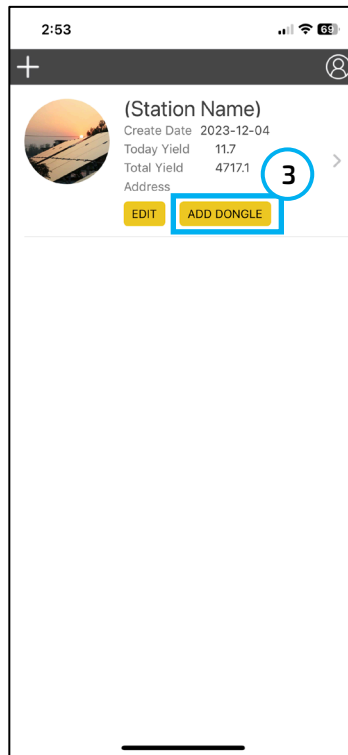 2:53 69
(Station Name)
Create Date 2023-12-04
Today Yield 11.7
Total Yield 4717.1
Address
3
EDIT ADD DONGLE